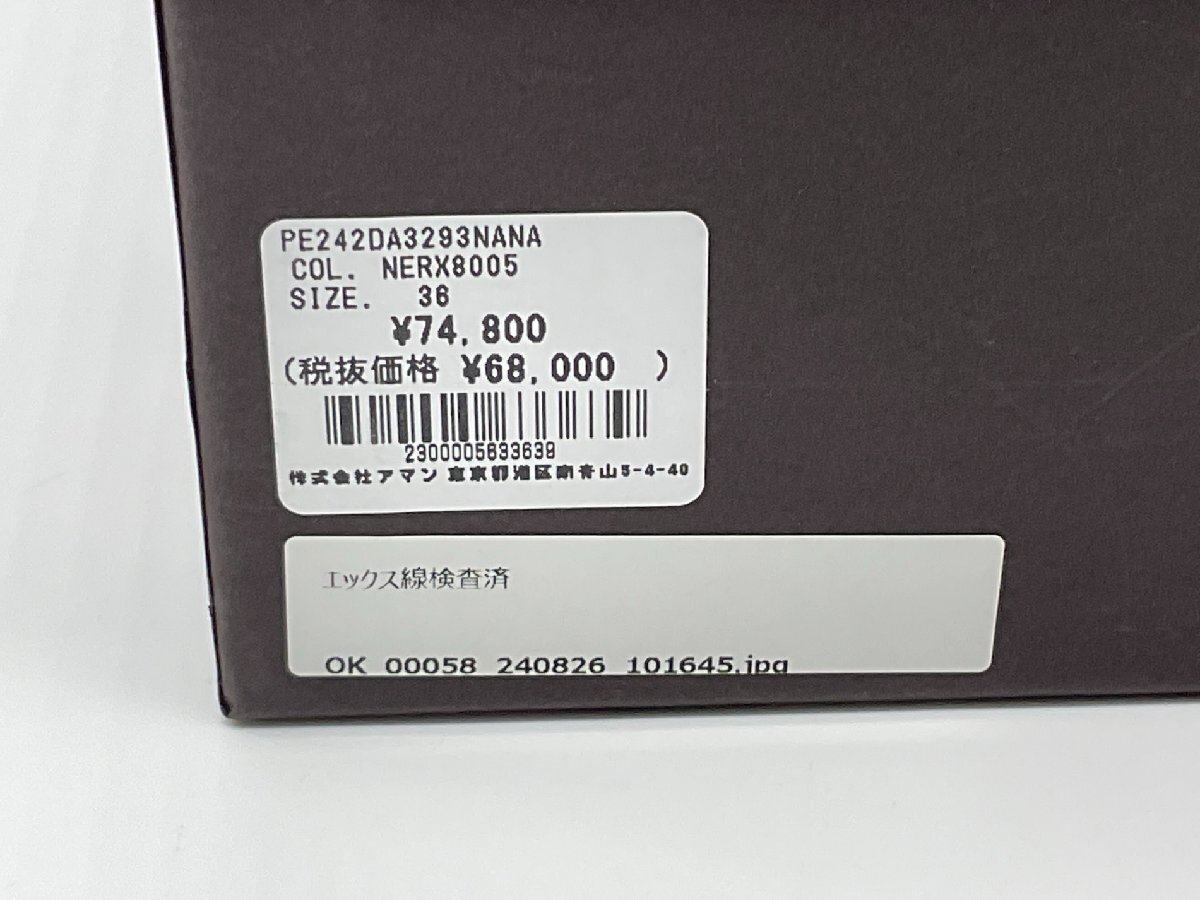 PE242DA3293NANA
COL. NERX8005
SIZE. 36
¥74,800
(税抜価格 ¥68,000 )
2300005633639
株式会社アマン 東京都港区南青山5-4-40
エックス線検査済
OK 00058 240826 101645.jpg